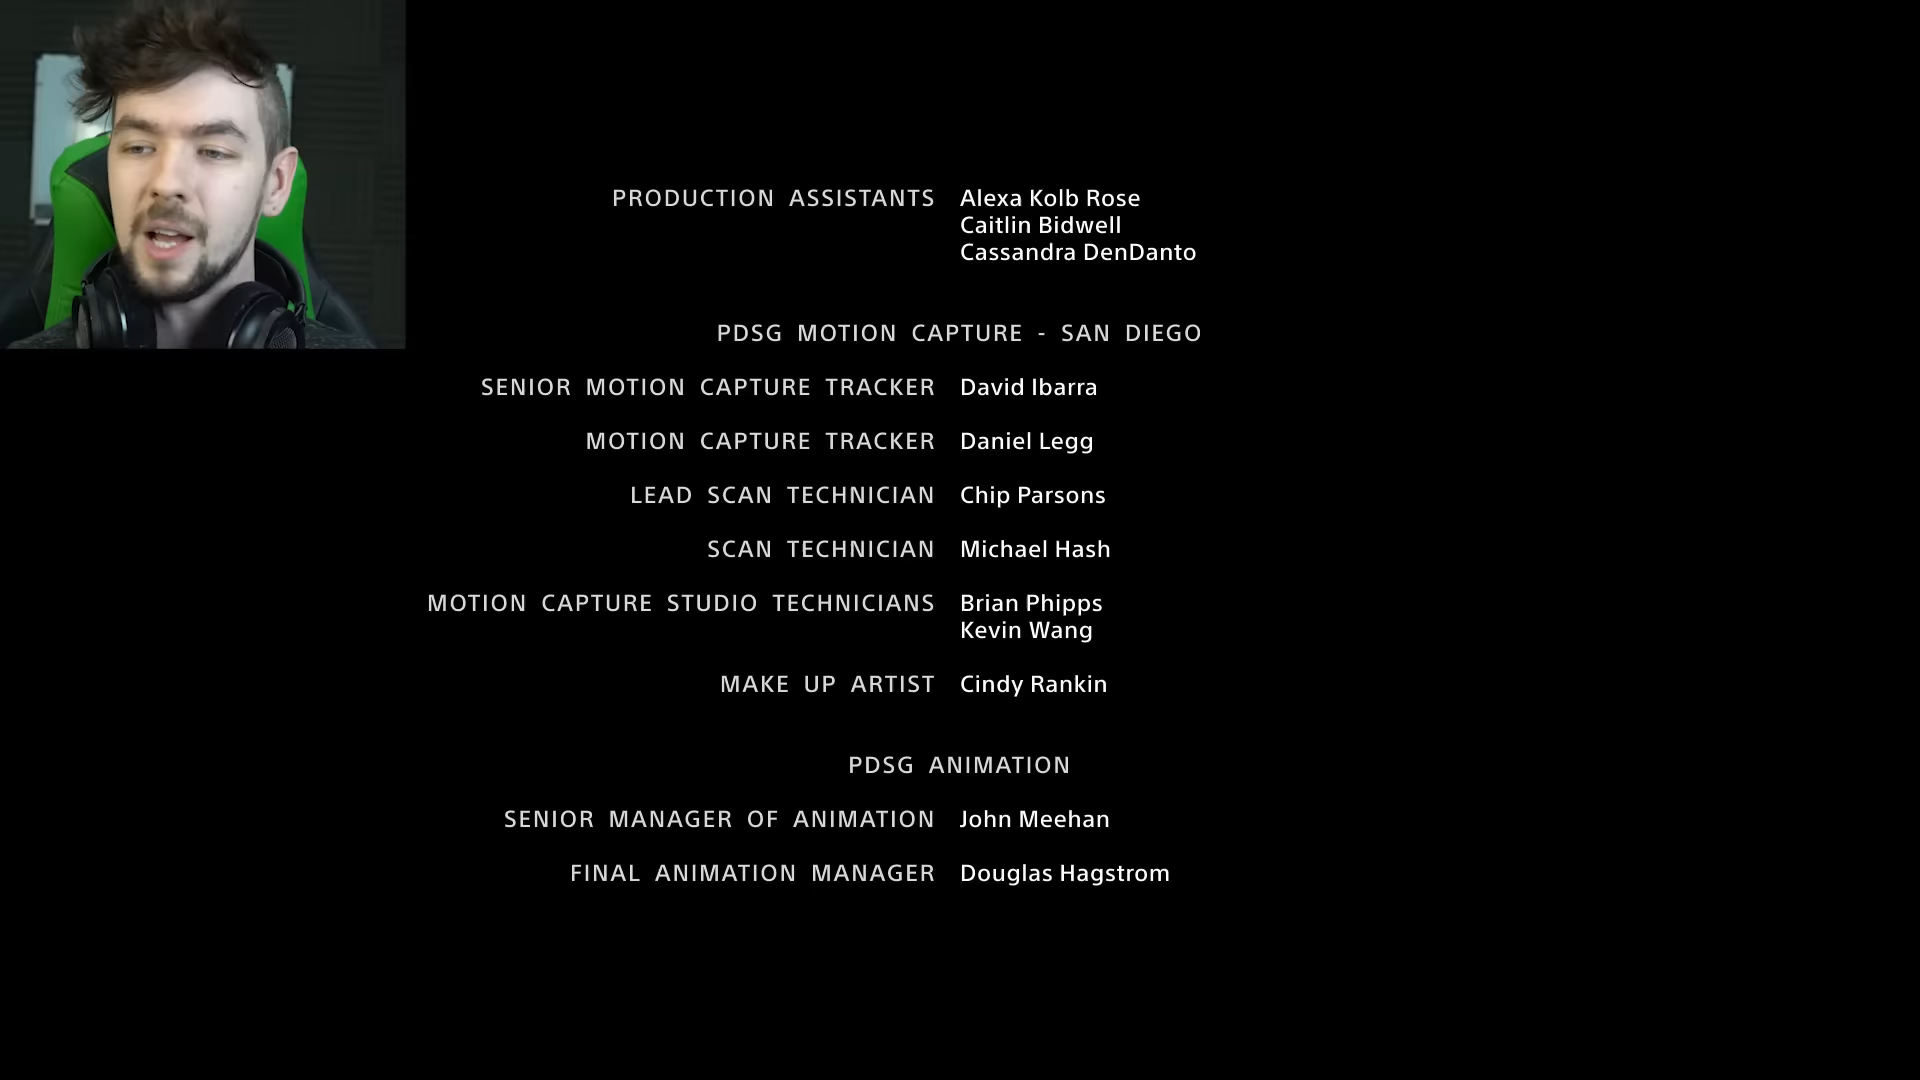 PRODUCTION ASSISTANTS Alexa Kolb Rose
Caitlin Bidwell
Cassandra DenDanto
PDSG MOTION CAPTURE - SAN DIEGO
SENIOR MOTION CAPTURE TRACKER David Ibarra
MOTION CAPTURE TRACKER Daniel Legg
LEAD SCAN TECHNICIAN Chip Parsons
SCAN TECHNICIAN Michael Hash
MOTION CAPTURE STUDIO TECHNICIANS Brian Phipps
Kevin Wang
MAKE UP ARTIST Cindy Rankin
PDSG ANIMATION
SENIOR MANAGER OF ANIMATION John Meehan
FINAL ANIMATION MANAGER Douglas Hagstrom